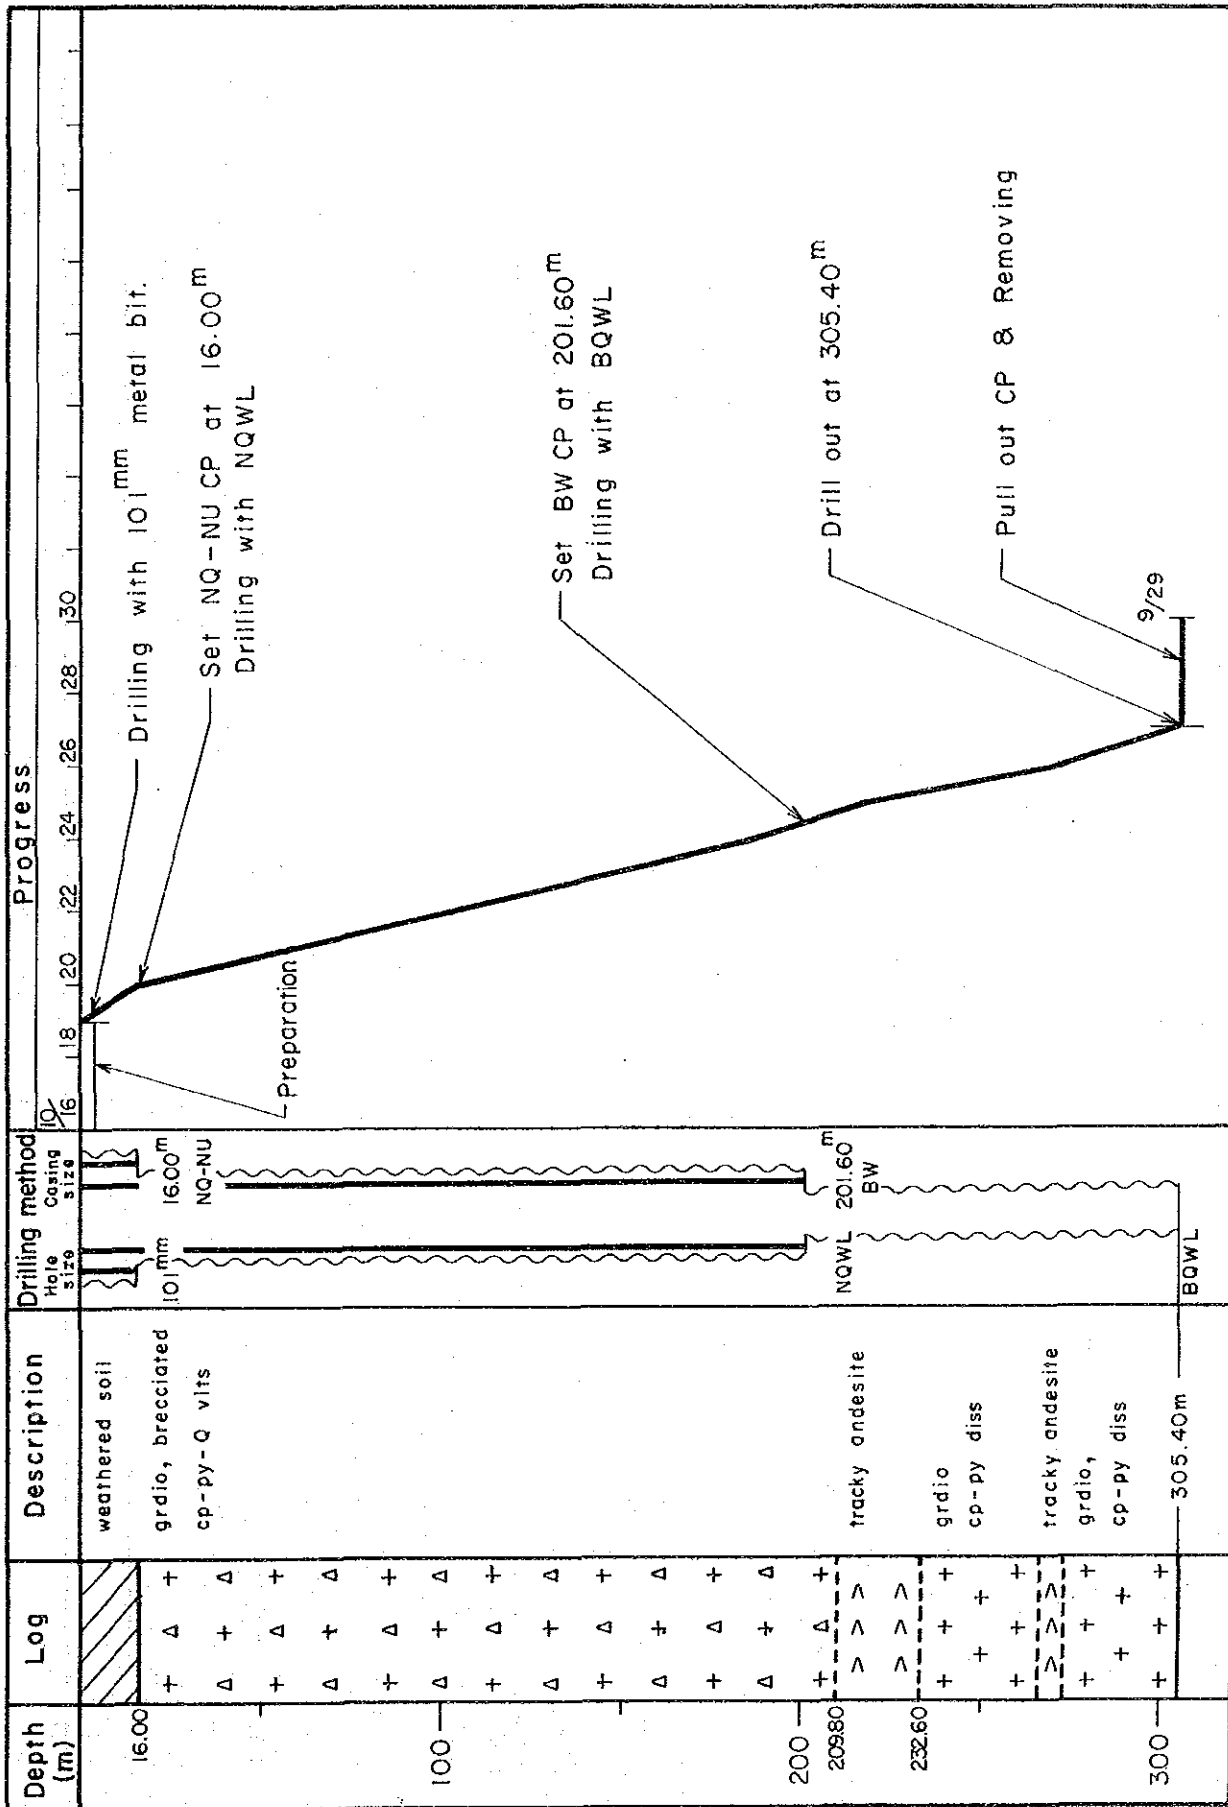 Depth
(m)
Log
Description
Drilling method
Hole size
Casing size
Progress
10/16
18
20
22
24
26
28
30
16.00
100
200
209.80
232.60
300
weathered soil
grdio, brecciated
cp-py-Q vlts
tracky andesite
grdio
cp-py diss
tracky andesite
grdio,
cp-py diss
305.40m
101mm
16.00m
NQ-NU
NQWL
201.60m
BW
BQWL
Preparation
Drilling with 101mm metal bit.
Set NQ-NU CP at 16.00m
Drilling with NQWL
Set BW CP at 201.60m
Drilling with BQWL
Drill out at 305.40m
Pull out CP & Removing
9/29